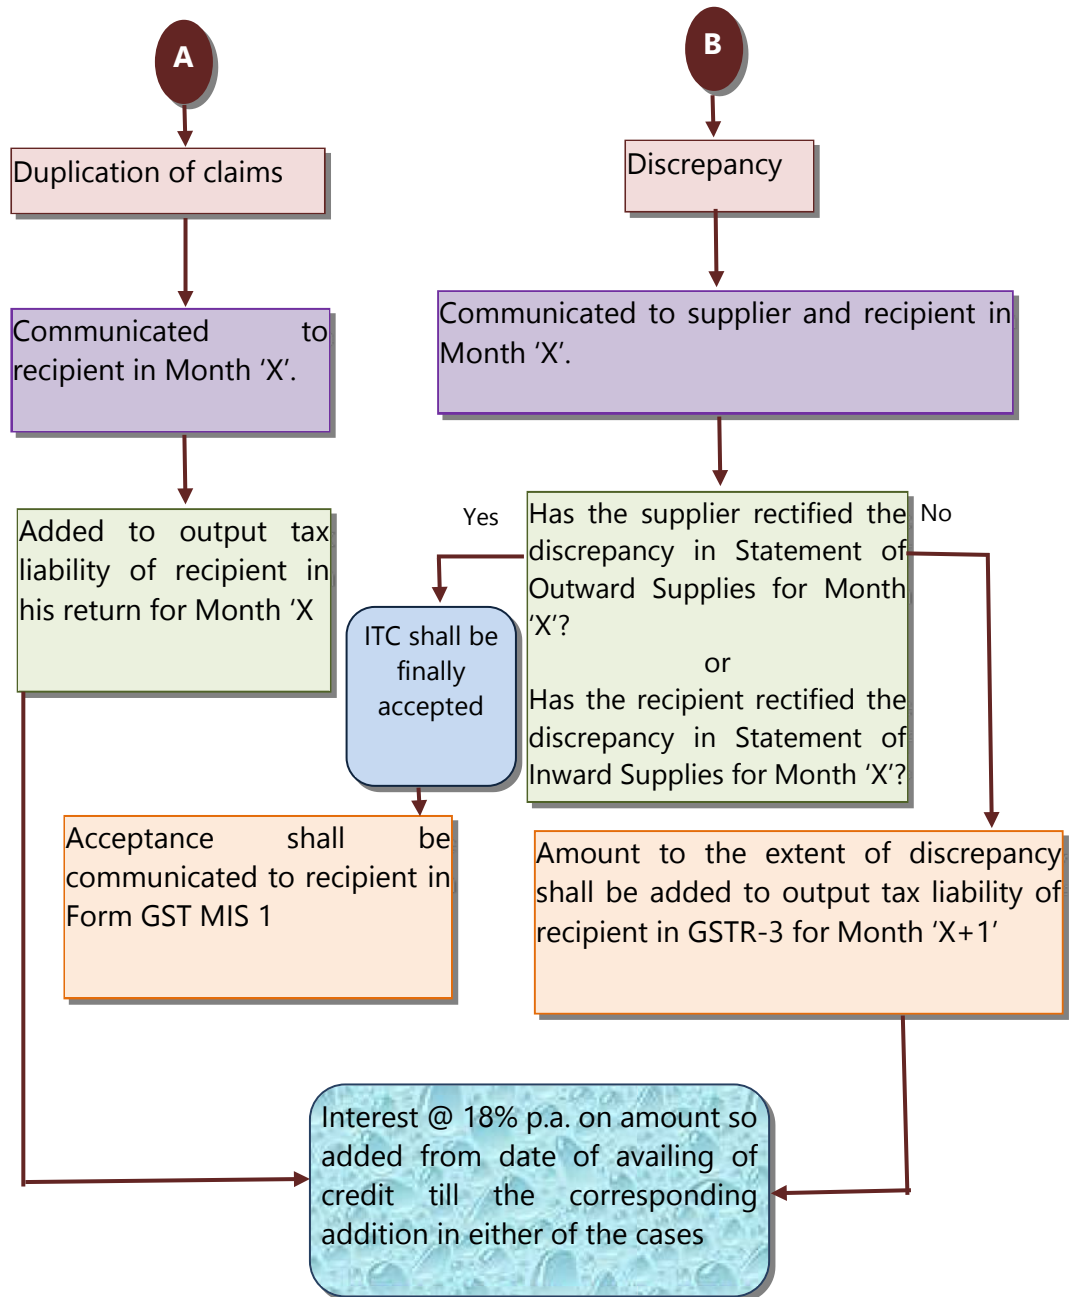 A
Duplication of claims
Communicated to
recipient in Month ‘X’.
Added to output tax
liability of recipient in
his return for Month ‘X
B
Discrepancy
Communicated to supplier and recipient in
Month ‘X’.
Has the supplier rectified the
discrepancy in Statement of
Outward Supplies for Month
‘X’?
or
Has the recipient rectified the
discrepancy in Statement of
Inward Supplies for Month ‘X’?
Yes
ITC shall be
finally
accepted
Acceptance shall be
communicated to recipient in
Form GST MIS 1
No
Amount to the extent of discrepancy
shall be added to output tax liability of
recipient in GSTR-3 for Month ‘X+1’
Interest @ 18% p.a. on amount so
added from date of availing of
credit till the corresponding
addition in either of the cases